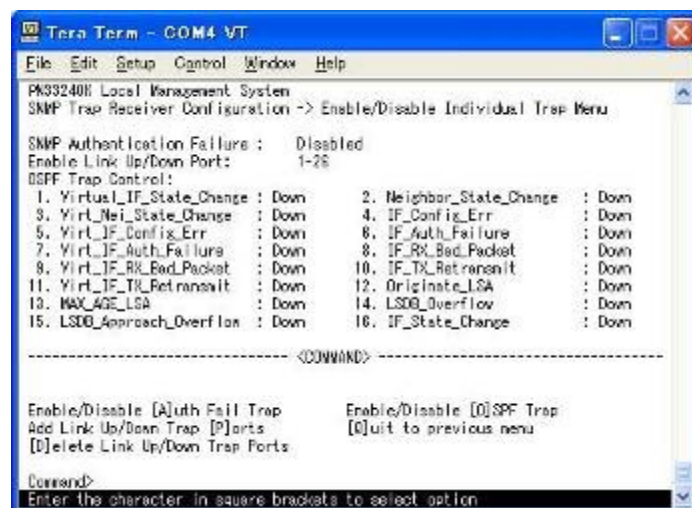 Tera Term - COM4 VT
File Edit Setup Control Window Help
PN33240K Local Management System
SNMP Trap Receiver Configuration -> Enable/Disable Individual Trap Menu
SNMP Authentication Failure : Disabled
Enable Link Up/Down Port: 1-26
OSPF Trap Control:
1. Virtual_IF_State_Change : Down 2. Neighbor_State_Change : Down
3. Virt_Nei_State_Change : Down 4. IF_Config_Err : Down
5. Virt_IF_Config_Err : Down 6. IF_Auth_Failure : Down
7. Virt_IF_Auth_Failure : Down 8. IF_RX_Bad_Packet : Down
9. Virt_IF_RX_Bad_Packet : Down 10. IF_TX_Retransmit : Down
11. Virt_IF_TX_Retransmit : Down 12. Originate_LSA : Down
13. MAX_AGE_LSA : Down 14. LSDB_Overflow : Down
15. LSDB_Approach_Overflow : Down 16. IF_State_Change : Down
-------------------------------- <COMMAND> -----------------------------------
Enable/Disable [A]uth Fail Trap Enable/Disable [O]SPF Trap
Add Link Up/Down Trap [P]orts [Q]uit to previous menu
[D]elete Link Up/Down Trap Ports
Command>
Enter the character in square brackets to select option